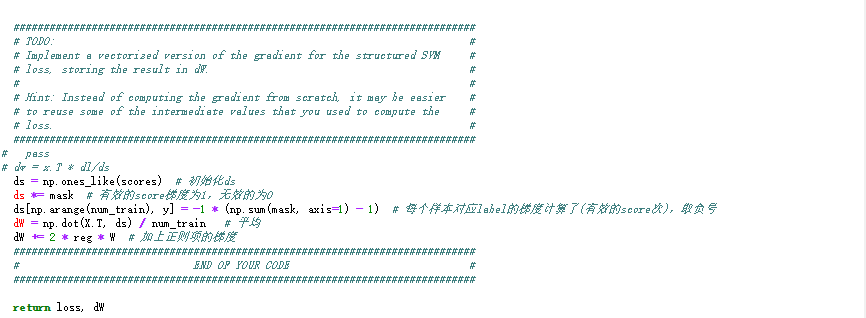 ###############################################################################
# TODO:                                                                       #
# Implement a vectorized version of the gradient for the structured SVM       #
# loss, storing the result in dW.                                             #
#                                                                             #
# Hint: Instead of computing the gradient from scratch, it may be easier      #
# to reuse some of the intermediate values that you used to compute the       #
# loss.                                                                       #
###############################################################################
#   pass
# dw = x.T * dl/ds
ds = np.ones_like(scores)  # 初始化ds
ds *= mask  # 有效的score梯度为1，无效的为0
ds[np.arange(num_train), y] = -1 * (np.sum(mask, axis=1) - 1)  # 每个样本对应label的梯度计算了(有效的score次)，取负号
dW = np.dot(X.T, ds) / num_train   # 平均
dW += 2 * reg * W  # 加上正则项的梯度
###############################################################################
#                             END OF YOUR CODE                                #
###############################################################################
return loss, dW